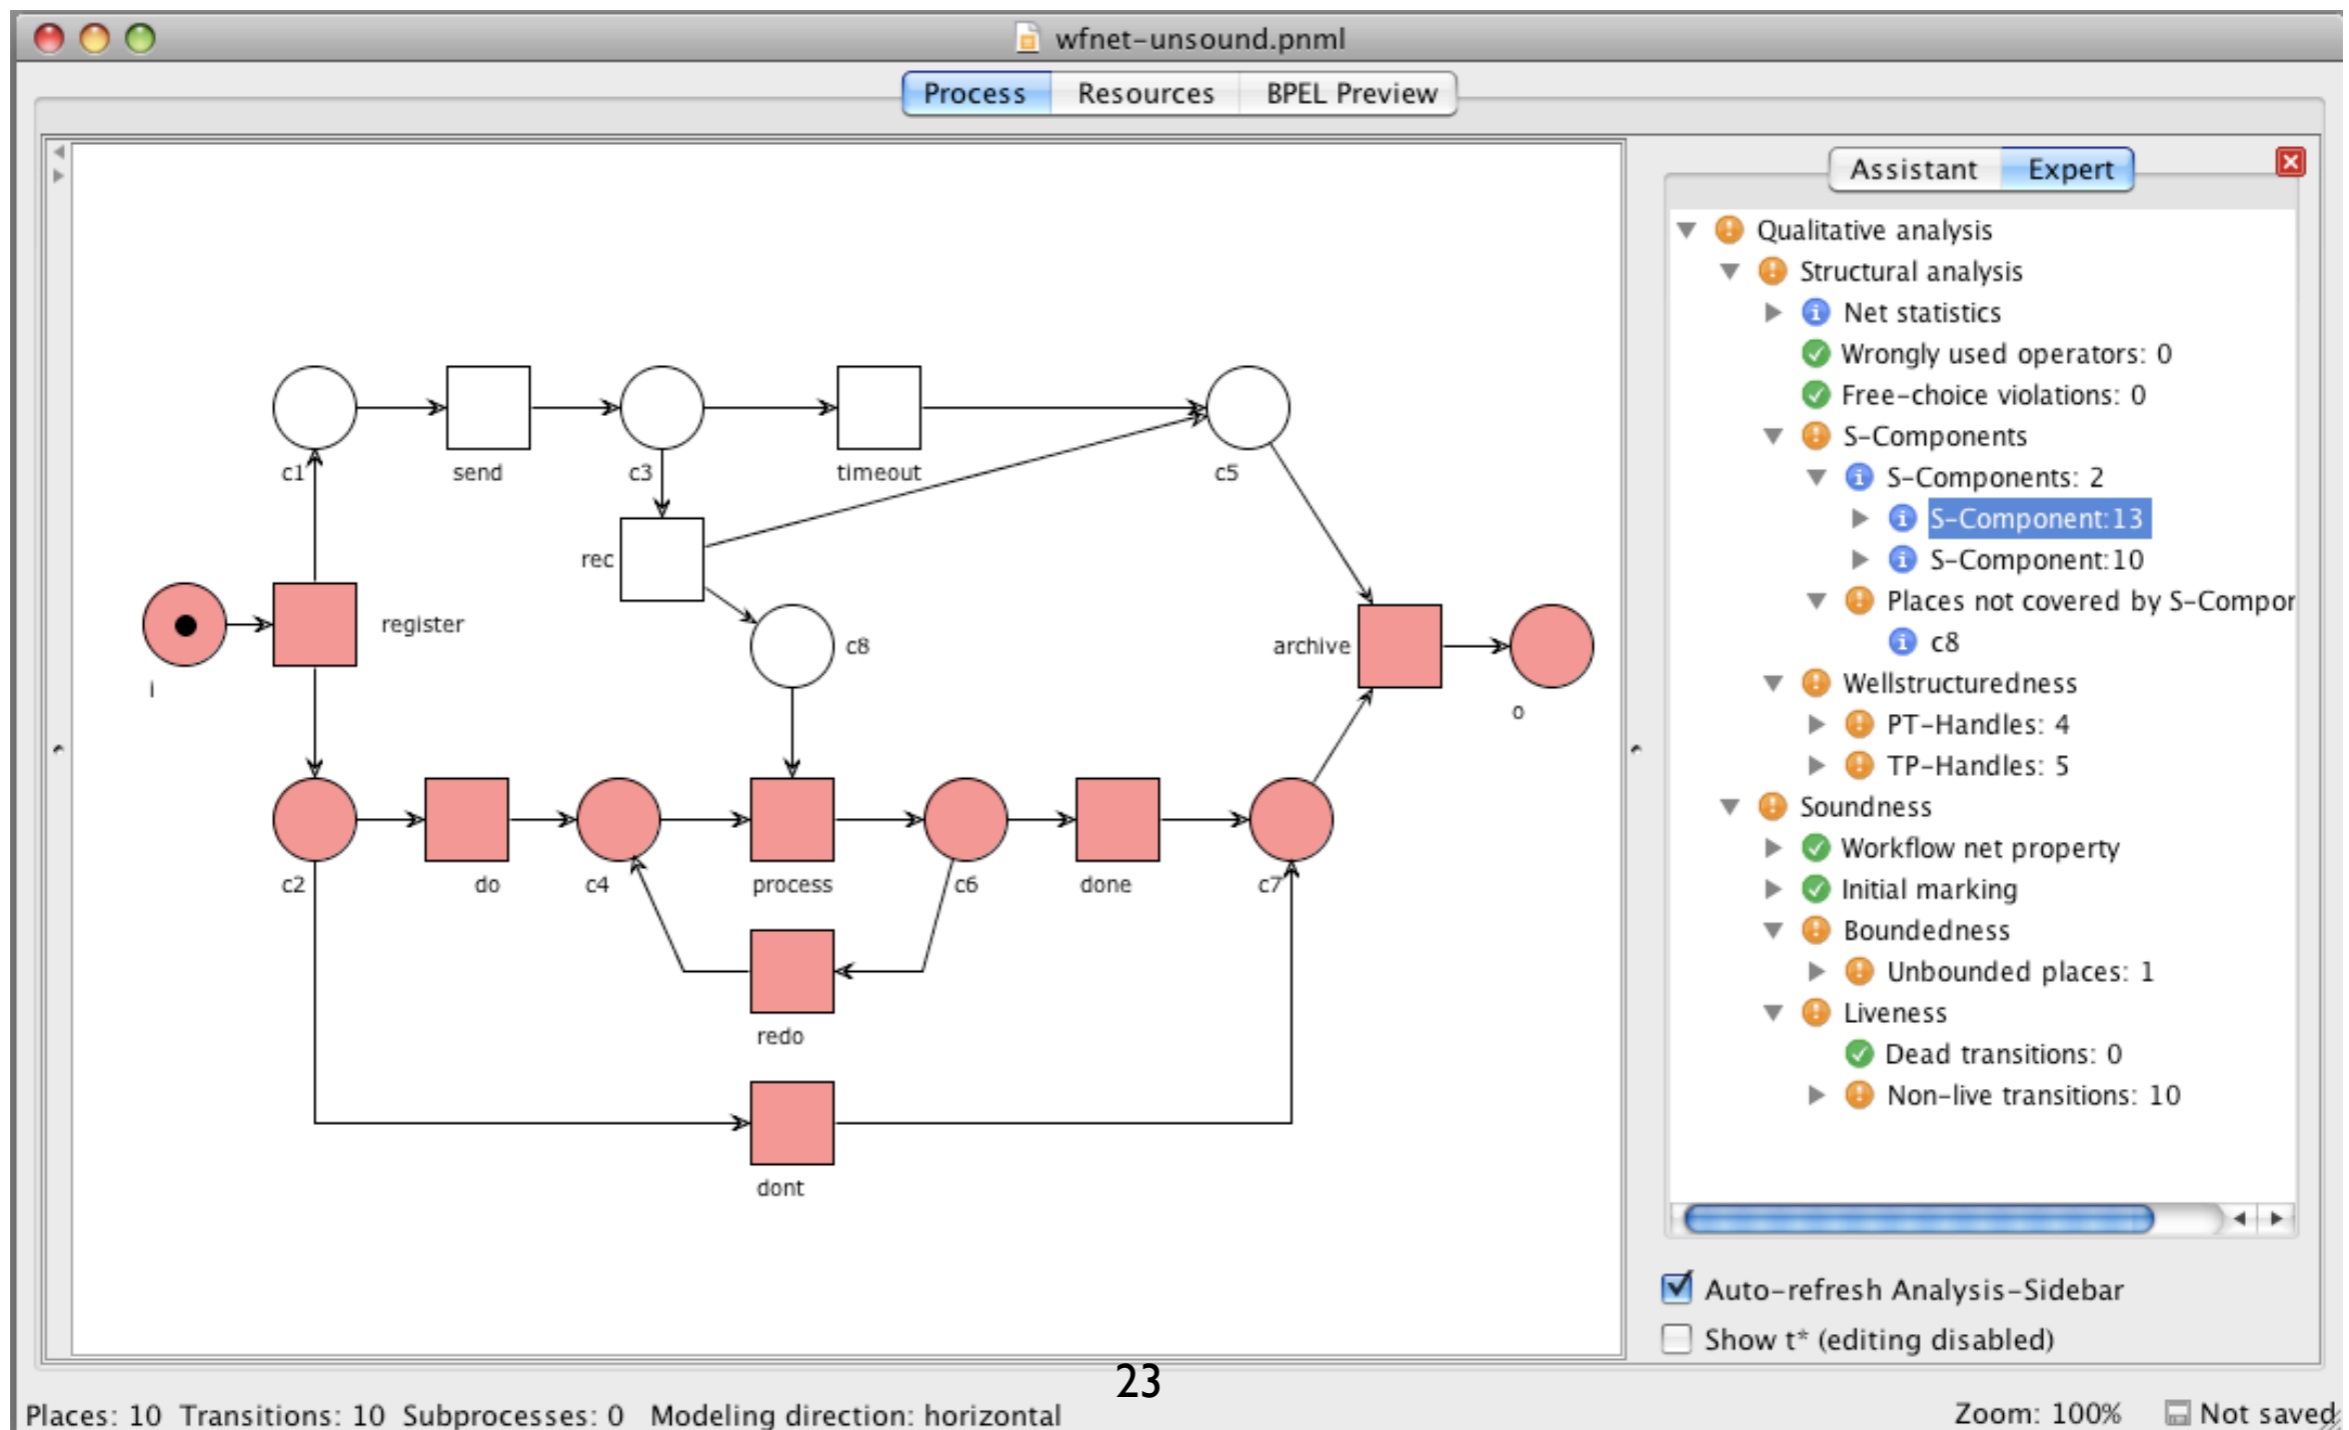 wfnet-unsound.pnml
Process Resources BPEL Preview
Assistant Expert
Qualitative analysis
Structural analysis
Net statistics
Wrongly used operators: 0
Free-choice violations: 0
S-Components
S-Components: 2
S-Component:13
S-Component:10
Places not covered by S-Compor
c8
Wellstructuredness
PT-Handles: 4
TP-Handles: 5
Soundness
Workflow net property
Initial marking
Boundedness
Unbounded places: 1
Liveness
Dead transitions: 0
Non-live transitions: 10
Auto-refresh Analysis-Sidebar
Show t* (editing disabled)
c1 send c3 timeout c5
rec
register
i
c8
archive
o
c2 do c4 process c6 done c7
redo
dont
23
Places: 10 Transitions: 10 Subprocesses: 0 Modeling direction: horizontal
Zoom: 100% Not saved